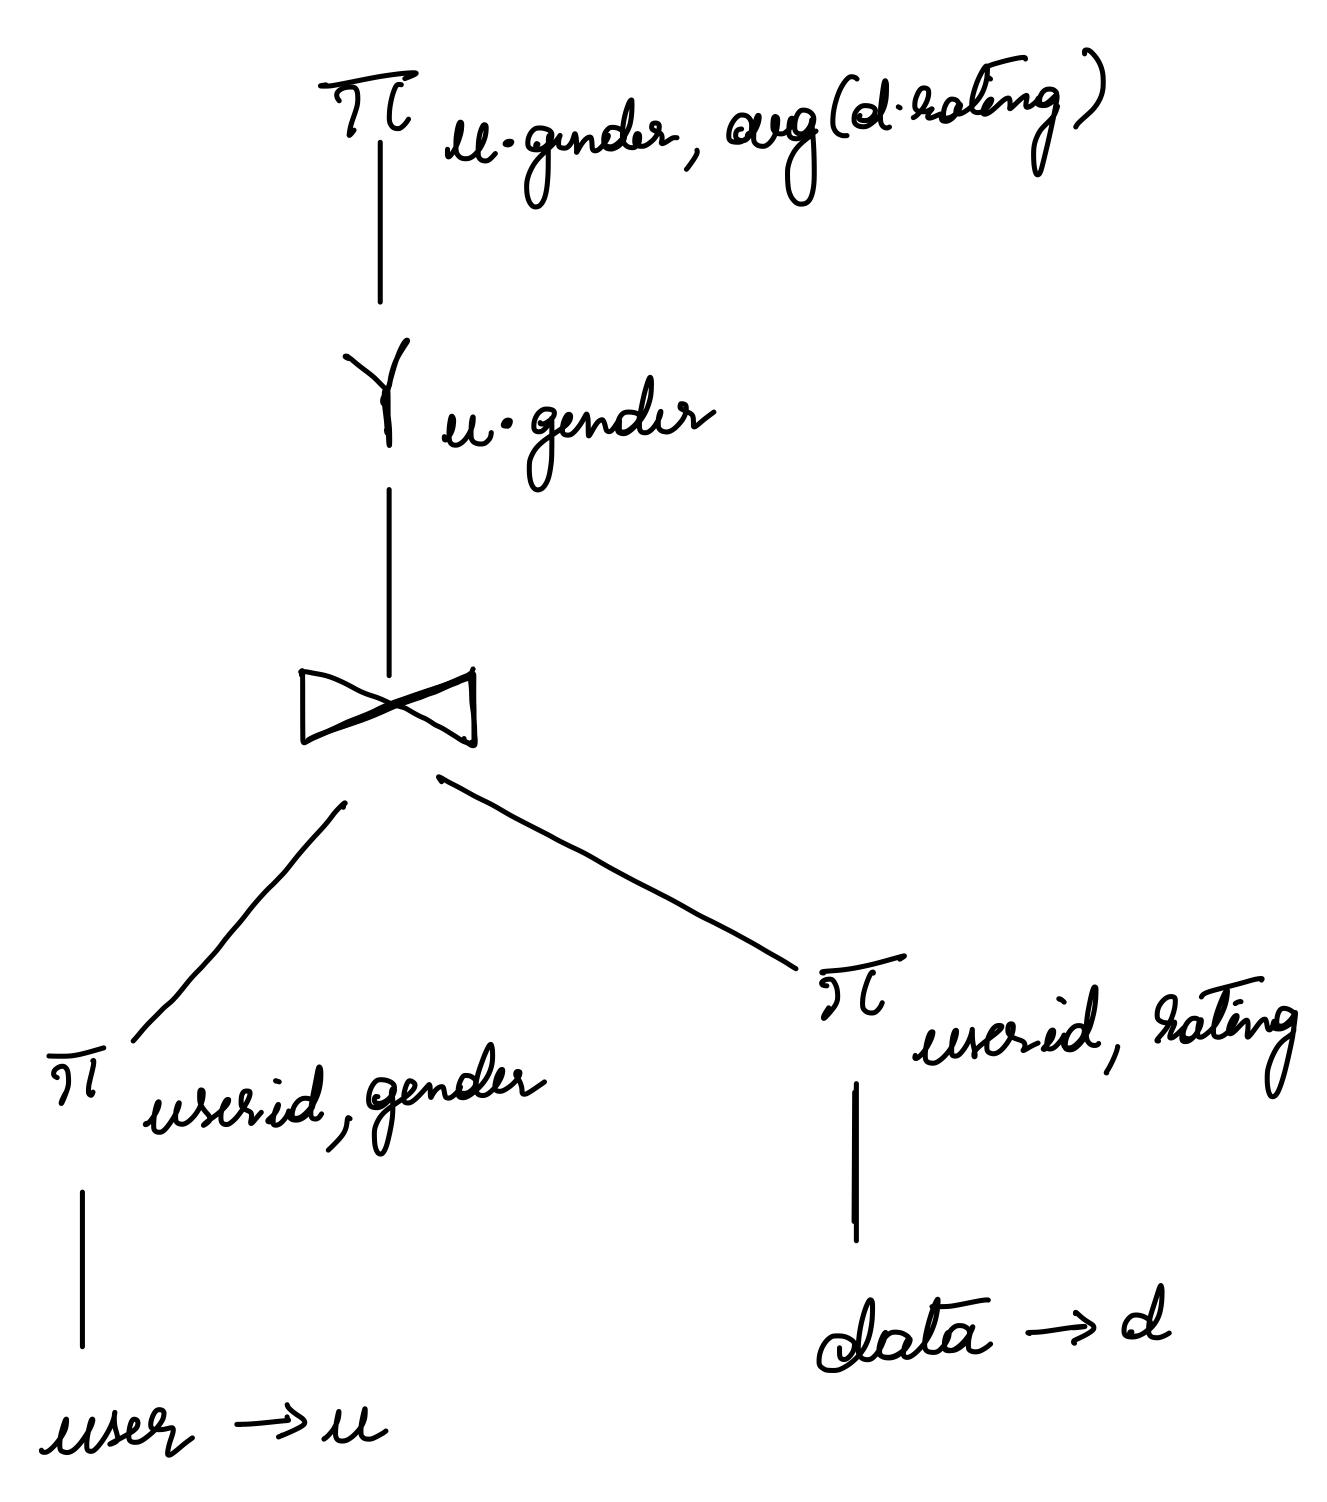 π u.gender, avg(d.rating)
γ u.gender
⋈
π userid, rating
π userid, gender
data → d
user → u